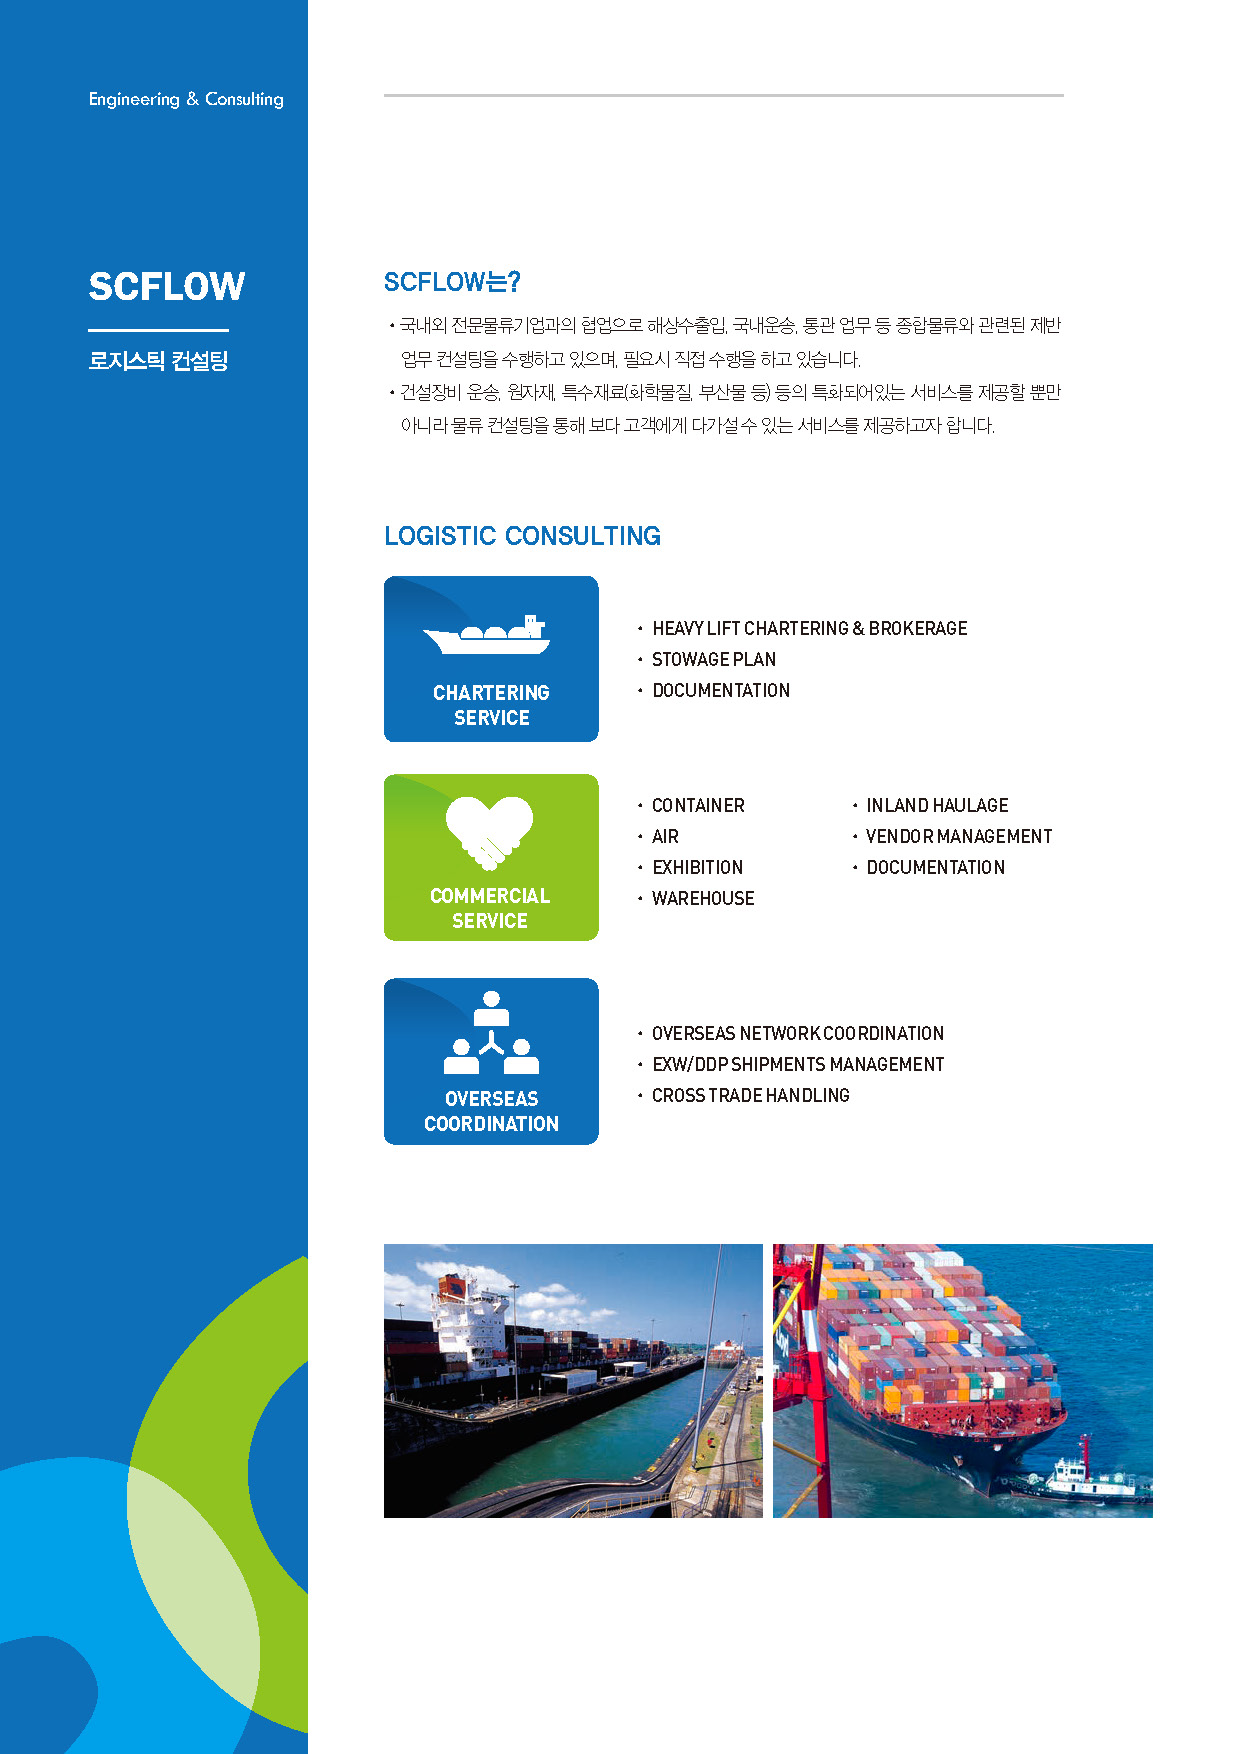 Engineering & Consulting
SCFLOW
로지스틱 컨설팅
SCFLOW는?
• 국내외 전문물류기업과의 협업으로 해상수출입, 국내운송, 통관 업무 등 종합물류와 관련된 제반
업무 컨설팅을 수행하고 있으며, 필요시 직접 수행을 하고 있습니다.
• 건설장비 운송, 원자재, 특수재료(화학물질, 부산물 등) 등의 특화되어있는 서비스를 제공할 뿐만
아니라 물류 컨설팅을 통해 보다 고객에게 다가설 수 있는 서비스를 제공하고자 합니다.
LOGISTIC CONSULTING
CHARTERING
SERVICE
• HEAVY LIFT CHARTERING & BROKERAGE
• STOWAGE PLAN
• DOCUMENTATION
COMMERCIAL
SERVICE
• CONTAINER
• AIR
• EXHIBITION
• WAREHOUSE
• INLAND HAULAGE
• VENDOR MANAGEMENT
• DOCUMENTATION
OVERSEAS
COORDINATION
• OVERSEAS NETWORK COORDINATION
• EXW/DDP SHIPMENTS MANAGEMENT
• CROSS TRADE HANDLING